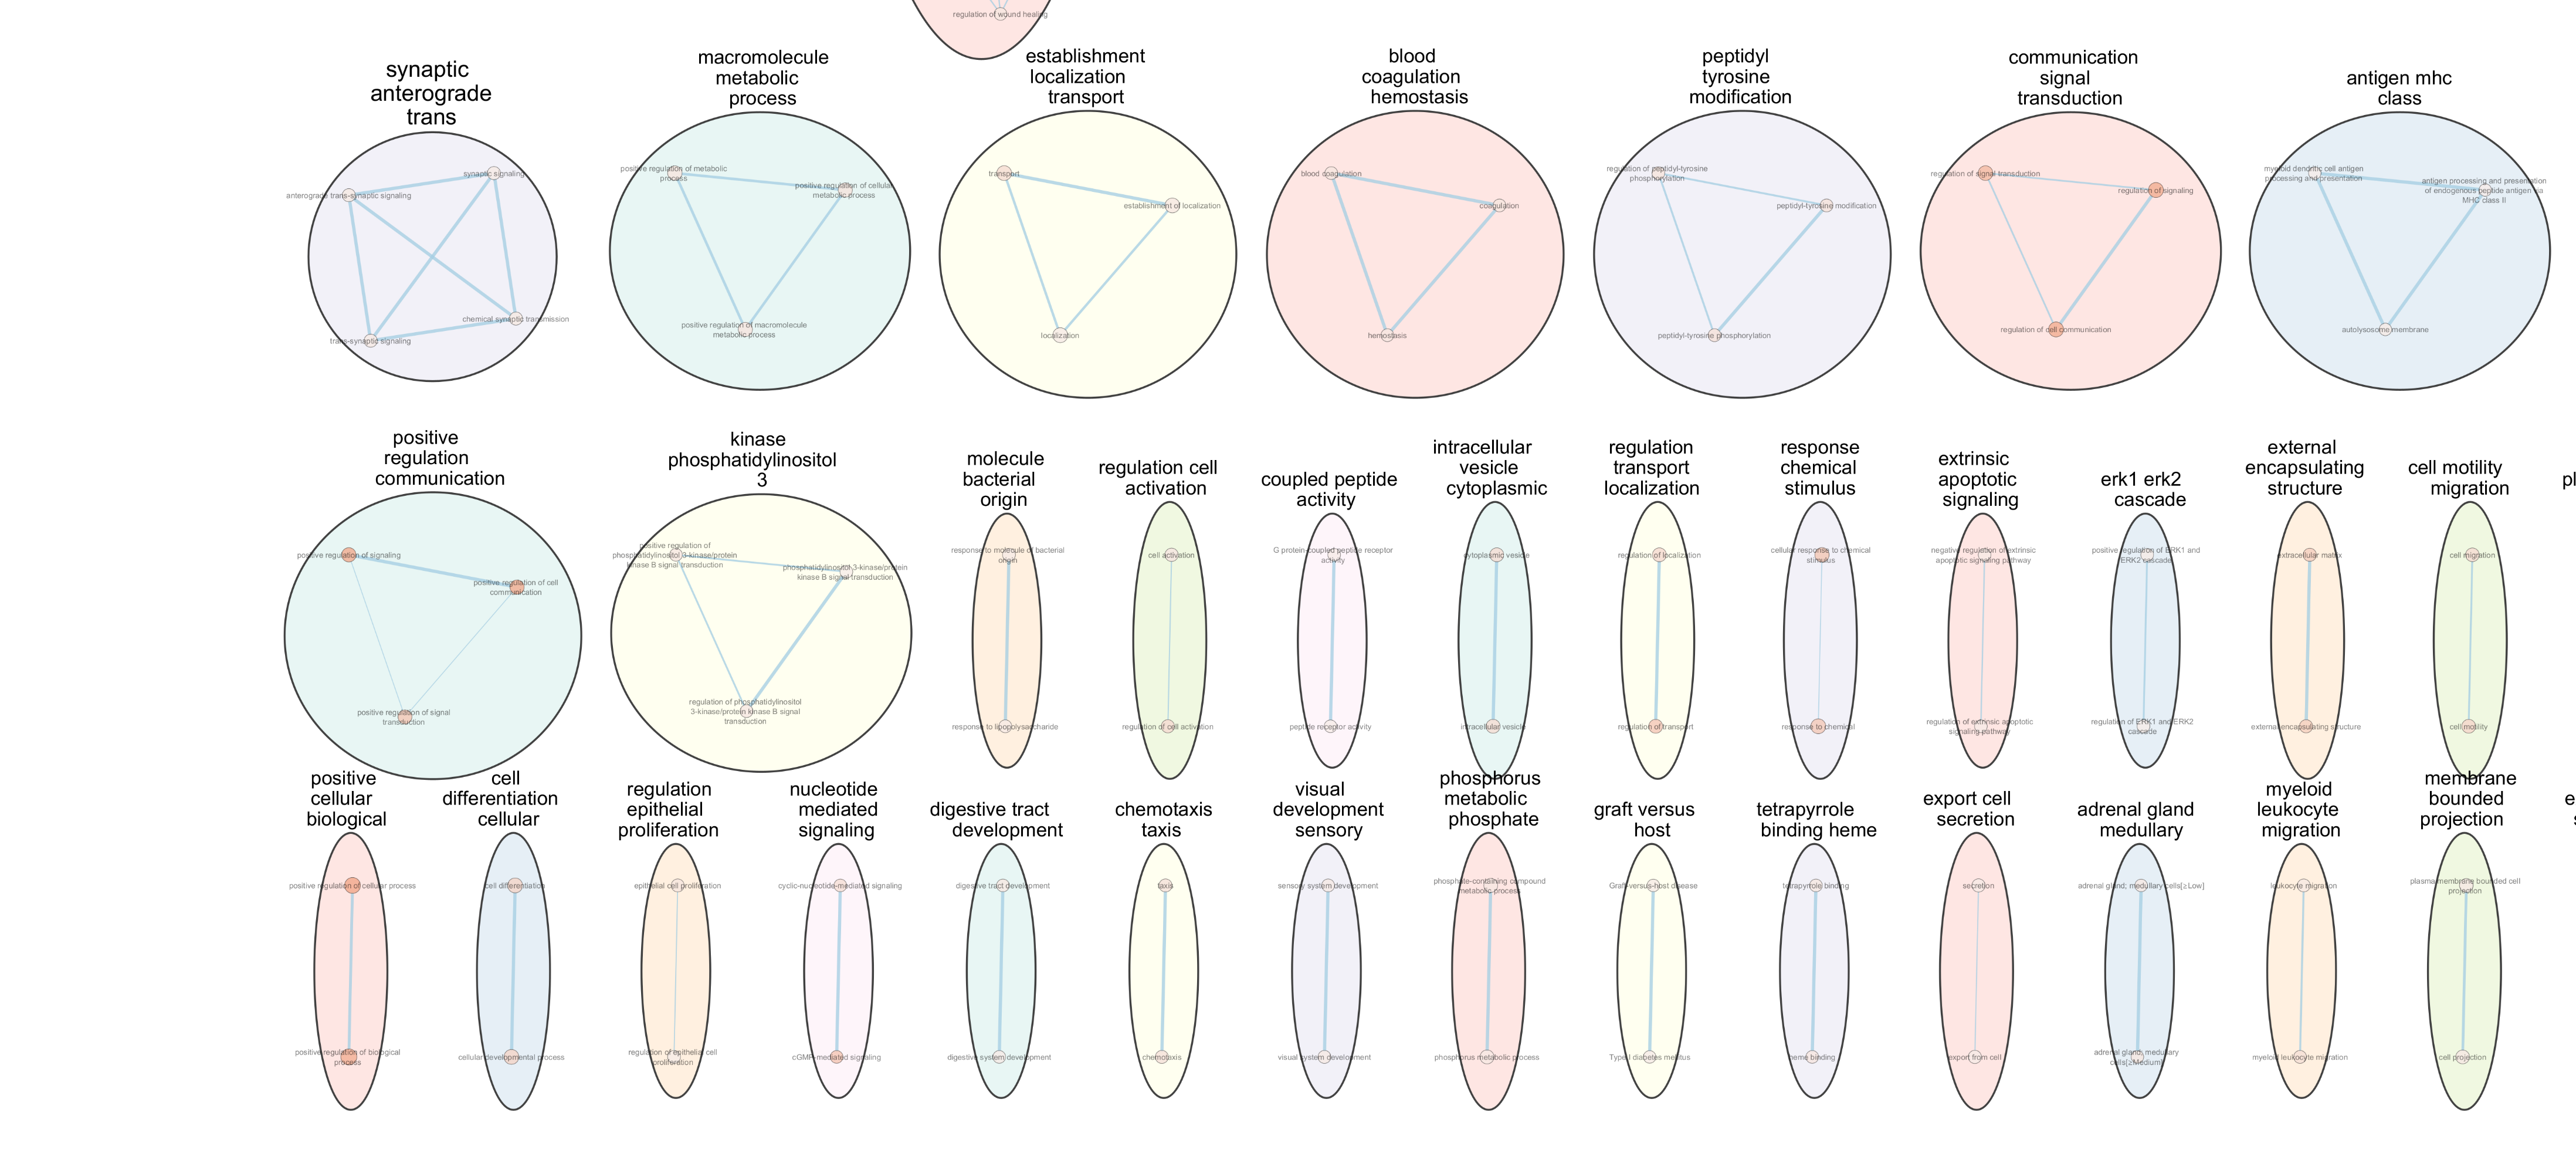 regulation of wound healing
synaptic
anterograde
trans
synaptic signaling
anterograde trans-synaptic signaling
chemical synaptic transmission
trans-synaptic signaling
macromolecule
metabolic
process
positive regulation of metabolic
process
positive regulation of cellular
metabolic process
positive regulation of macromolecule
metabolic process
establishment
localization
transport
transport
establishment of localization
localization
blood
coagulation
hemostasis
blood coagulation
coagulation
hemostasis
peptidyl
tyrosine
modification
regulation of peptidyl-tyrosine
phosphorylation
peptidyl-tyrosine modification
peptidyl-tyrosine phosphorylation
communication
signal
transduction
regulation of signal transduction
regulation of signaling
regulation of cell communication
antigen mhc
class
myeloid dendritic cell antigen
processing and presentation
antigen processing and presentation
of endogenous peptide antigen via
MHC class II
autolysosome membrane
positive
regulation
communication
positive regulation of signaling
positive regulation of cell
communication
positive regulation of signal
transduction
kinase
phosphatidylinositol
3
positive regulation of
phosphatidylinositol 3-kinase/protein
kinase B signal transduction
phosphatidylinositol 3-kinase/protein
kinase B signal transduction
regulation of phosphatidylinositol
3-kinase/protein kinase B signal
transduction
molecule
bacterial
origin
response to molecule of bacterial
origin
response to lipopolysaccharide
regulation cell
activation
cell activation
regulation of cell activation
coupled peptide
activity
G protein-coupled peptide receptor
activity
peptide receptor activity
intracellular
vesicle
cytoplasmic
cytoplasmic vesicle
intracellular vesicle
regulation
transport
localization
regulation of localization
regulation of transport
response
chemical
stimulus
cellular response to chemical
stimulus
response to chemical
extrinsic
apoptotic
signaling
negative regulation of extrinsic
apoptotic signaling pathway
regulation of extrinsic apoptotic
signaling pathway
erk1 erk2
cascade
positive regulation of ERK1 and
ERK2 cascade
regulation of ERK1 and ERK2
cascade
external
encapsulating
structure
extracellular matrix
external encapsulating structure
cell motility
migration
cell migration
cell motility
pl
positive
cellular
biological
positive regulation of cellular process
positive regulation of biological
process
cell
differentiation
cellular
cell differentiation
cellular developmental process
regulation
epithelial
proliferation
epithelial cell proliferation
regulation of epithelial cell
proliferation
nucleotide
mediated
signaling
cyclic-nucleotide-mediated signaling
cGMP-mediated signaling
digestive tract
development
digestive tract development
digestive system development
chemotaxis
taxis
taxis
chemotaxis
visual
development
sensory
sensory system development
visual system development
phosphorus
metabolic
phosphate
phosphate-containing compound
metabolic process
phosphorus metabolic process
graft versus
host
Graft-versus-host disease
Type I diabetes mellitus
tetrapyrrole
binding heme
tetrapyrrole binding
heme binding
export cell
secretion
secretion
export from cell
adrenal gland
medullary
adrenal gland; medullary cells[≥Low]
adrenal gland; medullary
cells[≥Medium]
myeloid
leukocyte
migration
leukocyte migration
myeloid leukocyte migration
membrane
bounded
projection
plasma membrane bounded cell
projection
cell projection